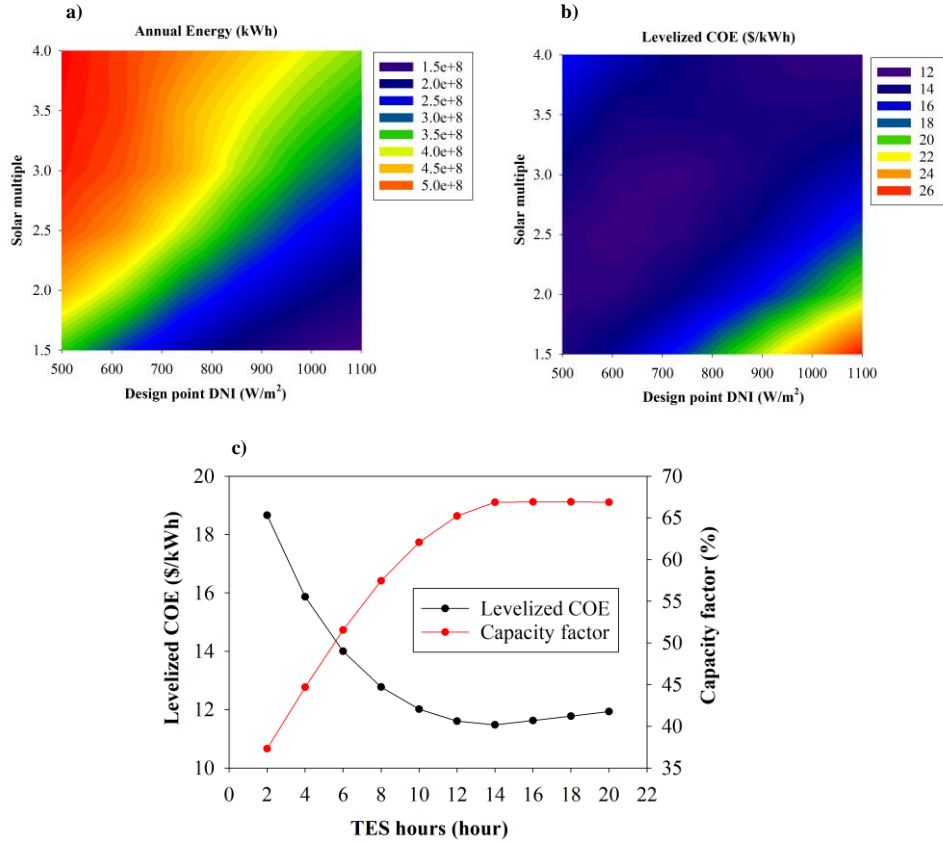 a)
Annual Energy (kWh)
4.0
3.5
3.0
2.5
2.0
1.5
Solar multiple
500 600 700 800 900 1000 1100
Design point DNI (W/m²)
1.5e+8
2.0e+8
2.5e+8
3.0e+8
3.5e+8
4.0e+8
4.5e+8
5.0e+8
b)
Levelized COE ($/kWh)
4.0
3.5
3.0
2.5
2.0
1.5
Solar multiple
500 600 700 800 900 1000 1100
Design point DNI (W/m²)
12
14
16
18
20
22
24
26
c)
20
18
16
14
12
10
Levelized COE ($/kWh)
70
65
60
55
50
45
40
35
Capacity factor (%)
Levelized COE
Capacity factor
0 2 4 6 8 10 12 14 16 18 20 22
TES hours (hour)